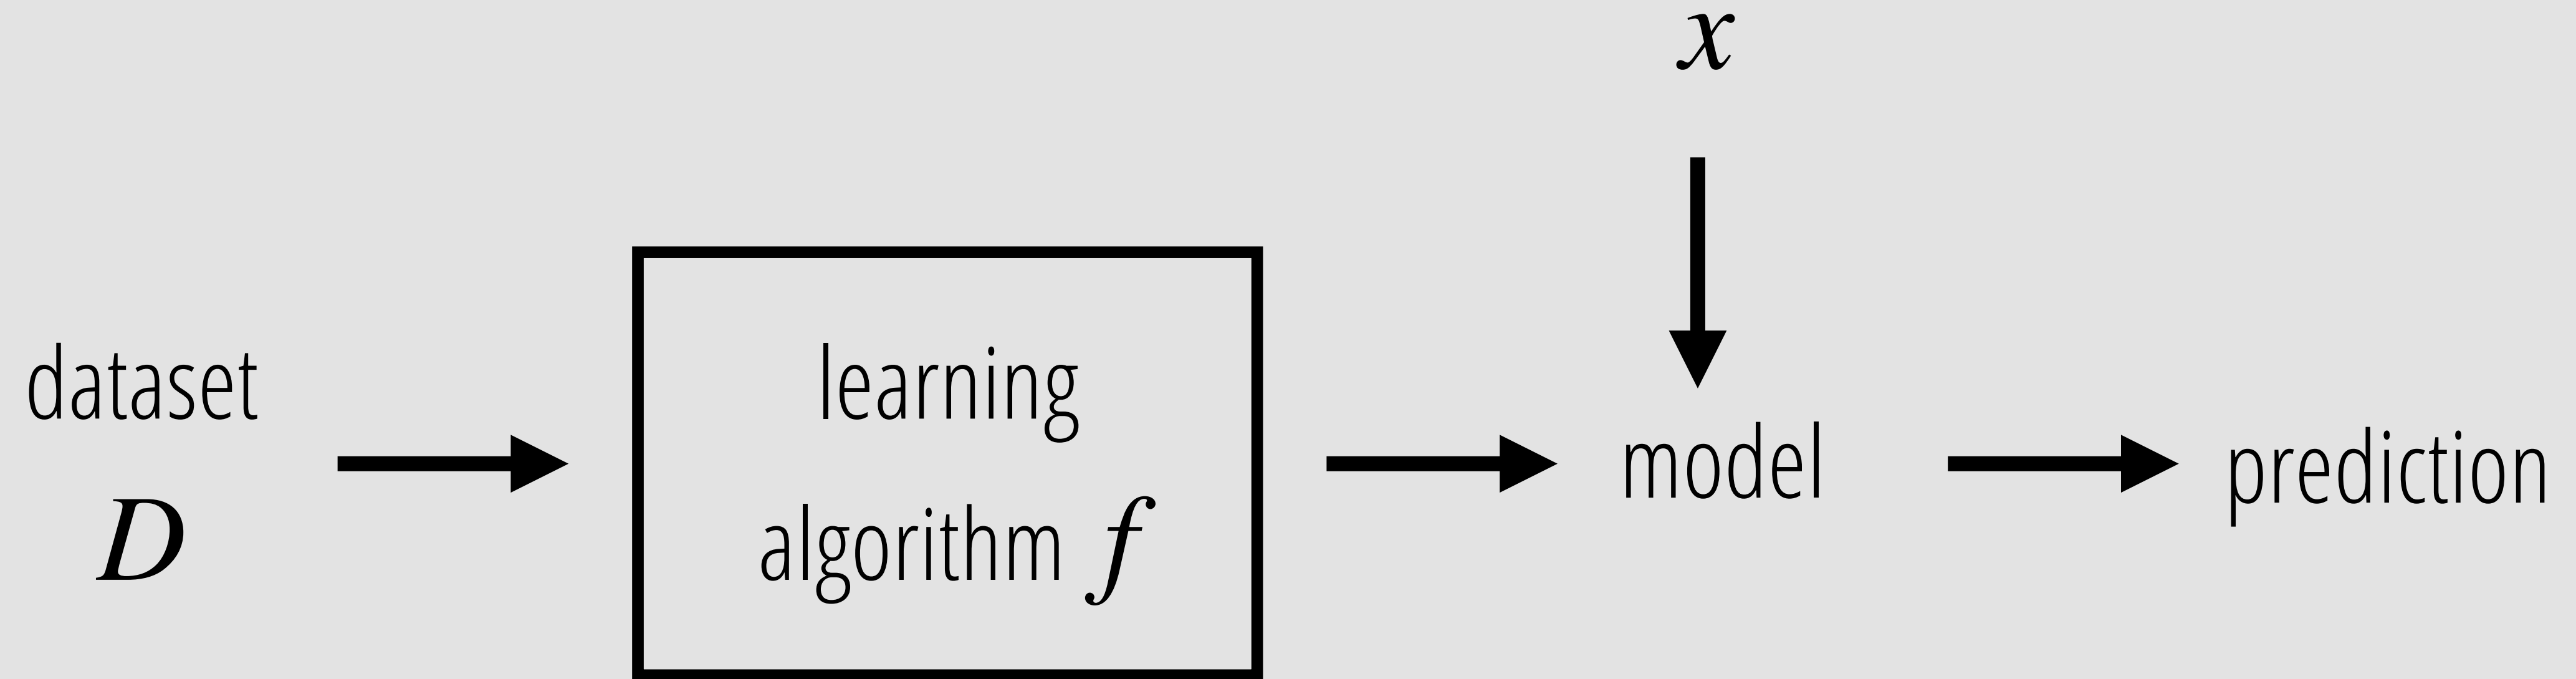 x
dataset
D
learning
algorithm f
model
prediction